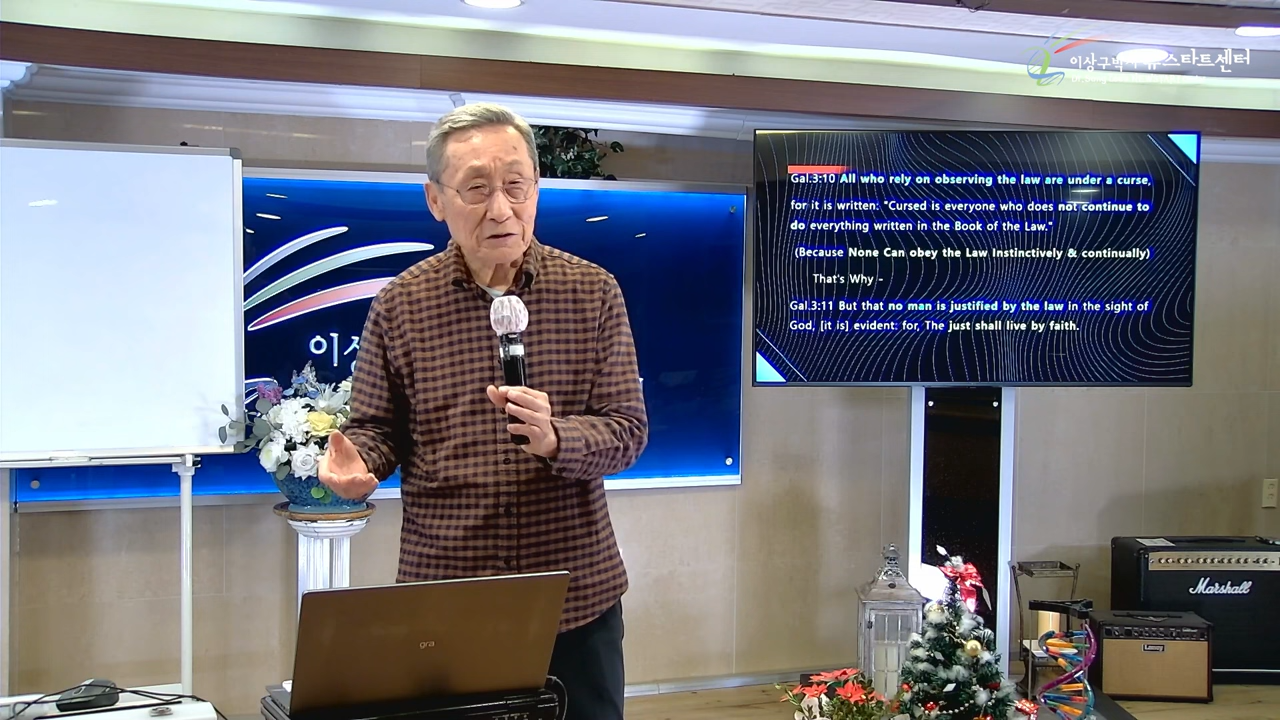 이상구박사 뉴스타트센터
Gal.3:10 All who rely on observing the law are under a curse,
for it is written: "Cursed is everyone who does not continue to
do everything written in the Book of the Law."
(Because None Can obey the Law Instinctively & continually)
That's Why -
Gal.3:11 But that no man is justified by the law in the sight of
God, [it is] evident: for, The just shall live by faith.
이상
gra
Marshall
Laney